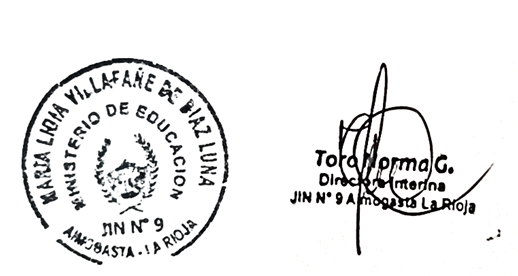 MARIA LIDIA VILLAFAÑE DE DIAZ LUNA
MINISTERIO DE EDUCACION
JIN N° 9
AIMOGASTA - LA RIOJA
Toro Norma G.
Directora Interina
JIN N° 9 Aimogasta La Rioja